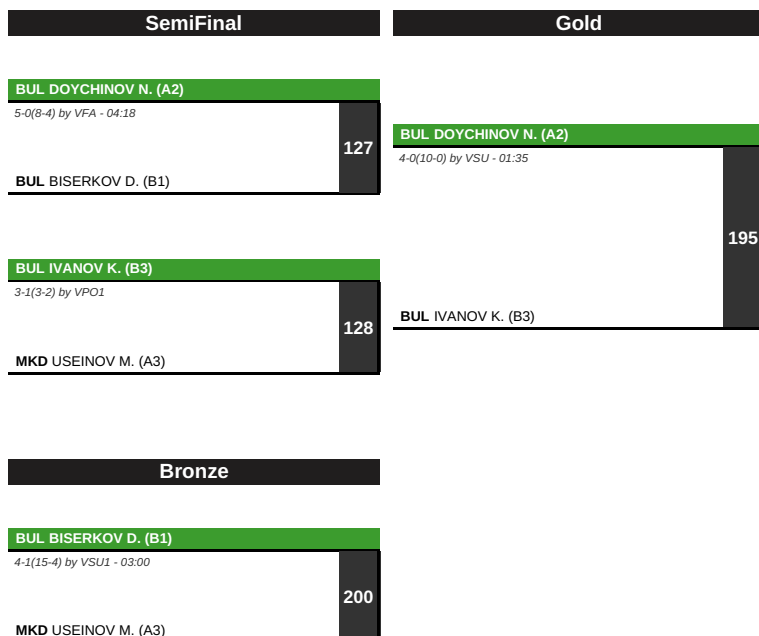 SemiFinal
BUL DOYCHINOV N. (A2)
5-0(8-4) by VFA - 04:18
127
BUL BISERKOV D. (B1)
BUL IVANOV K. (B3)
3-1(3-2) by VPO1
128
MKD USEINOV M. (A3)
Gold
BUL DOYCHINOV N. (A2)
4-0(10-0) by VSU - 01:35
195
BUL IVANOV K. (B3)
Bronze
BUL BISERKOV D. (B1)
4-1(15-4) by VSU1 - 03:00
200
MKD USEINOV M. (A3)